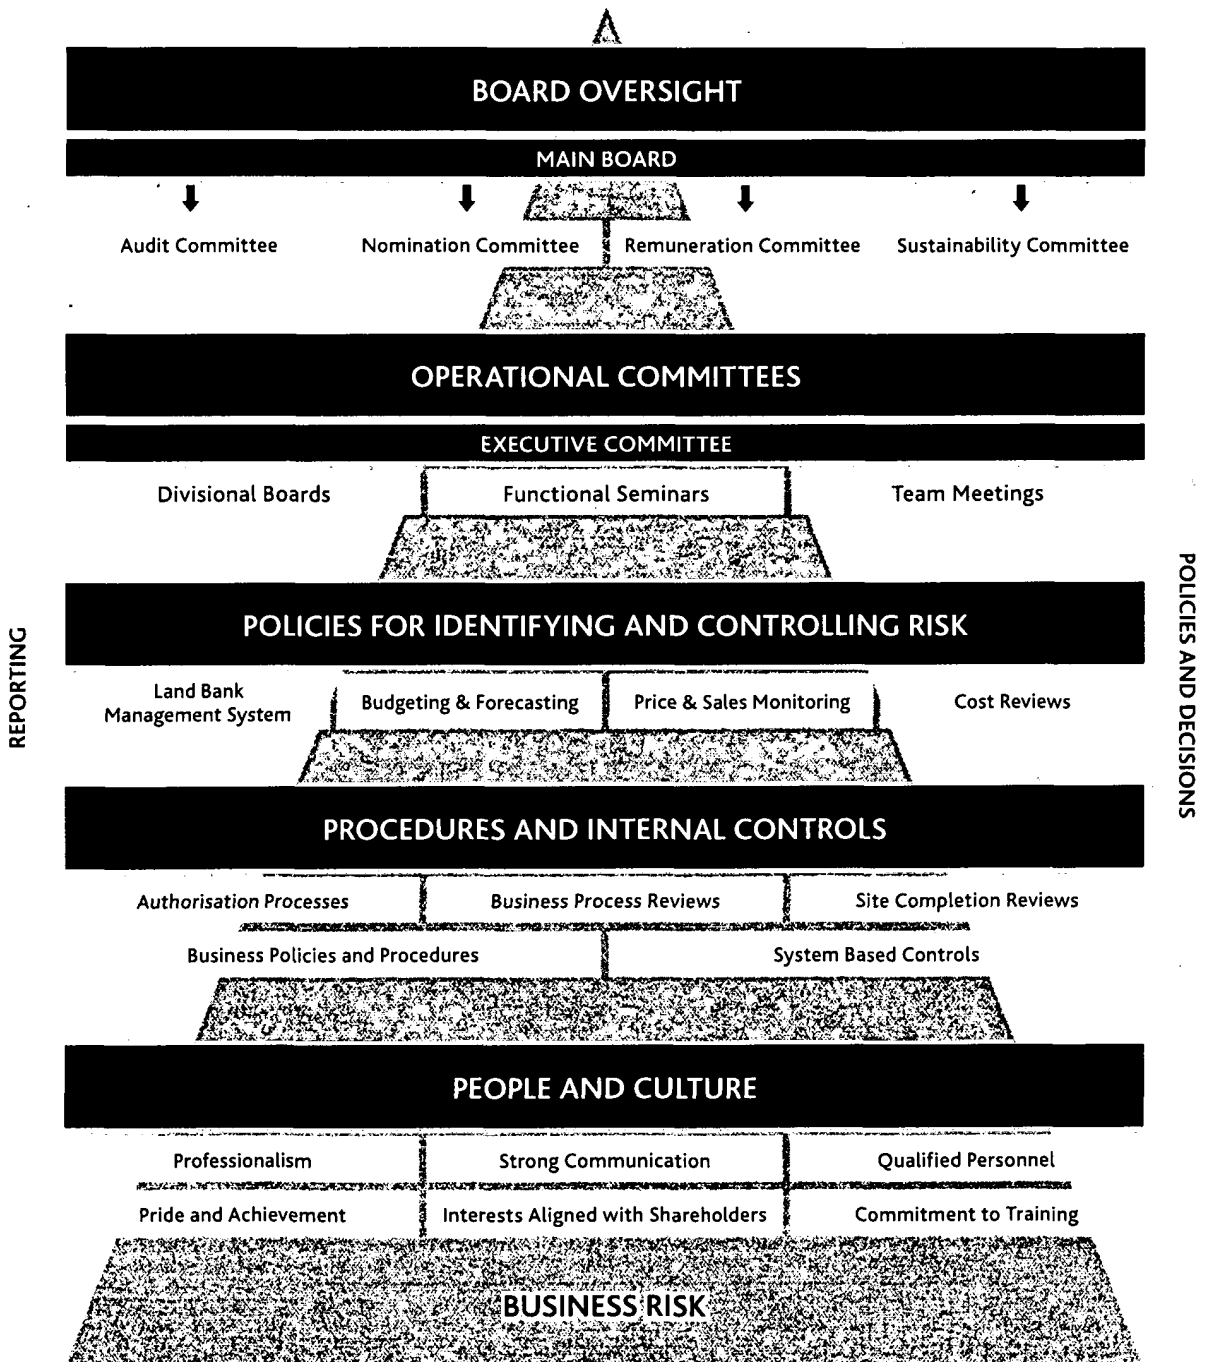 BOARD OVERSIGHT
MAIN BOARD
Audit Committee
Nomination Committee
Remuneration Committee
Sustainability Committee
OPERATIONAL COMMITTEES
EXECUTIVE COMMITTEE
Divisional Boards
Functional Seminars
Team Meetings
POLICIES FOR IDENTIFYING AND CONTROLLING RISK
Land Bank
Management System
Budgeting & Forecasting
Price & Sales Monitoring
Cost Reviews
PROCEDURES AND INTERNAL CONTROLS
Authorisation Processes
Business Process Reviews
Site Completion Reviews
Business Policies and Procedures
System Based Controls
PEOPLE AND CULTURE
Professionalism
Strong Communication
Qualified Personnel
Pride and Achievement
Interests Aligned with Shareholders
Commitment to Training
BUSINESS RISK
REPORTING
POLICIES AND DECISIONS